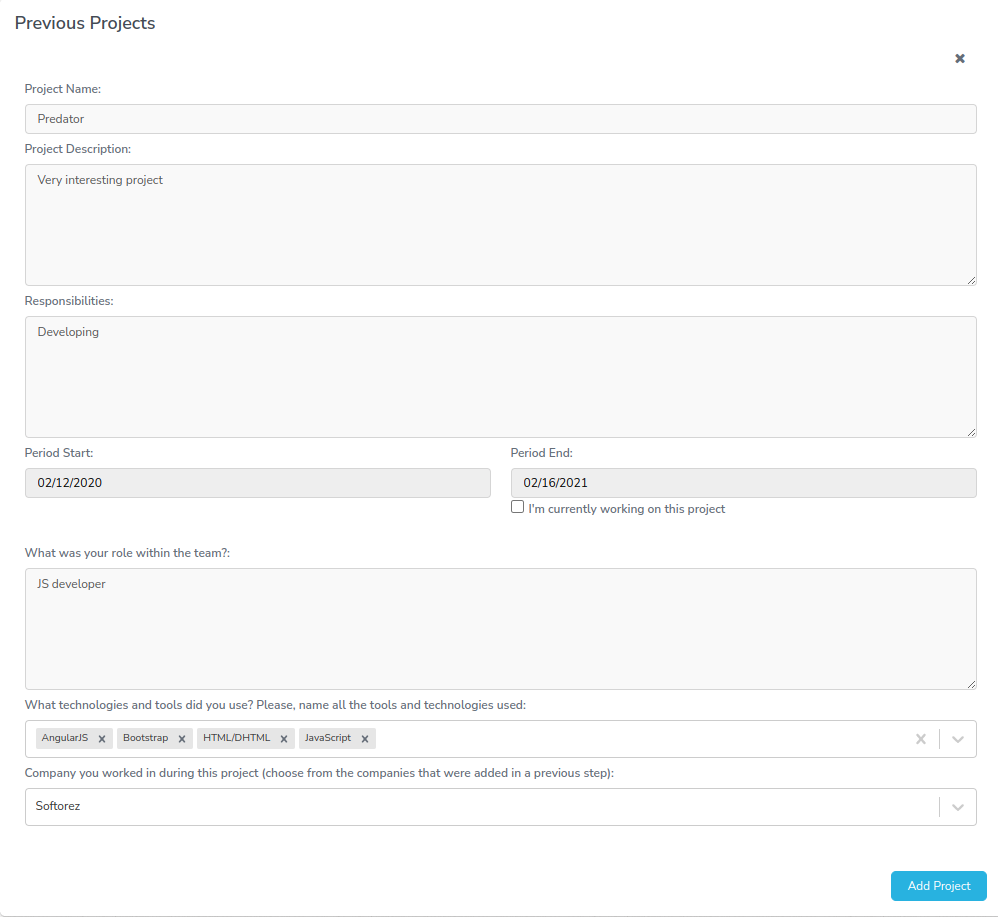 Previous Projects
Project Name:
Predator
Project Description:
Very interesting project
Responsibilities:
Developing
Period Start:
Period End:
02/12/2020
02/16/2021
I'm currently working on this project
What was your role within the team?:
JS developer
What technologies and tools did you use? Please, name all the tools and technologies used:
AngularJS Bootstrap HTML/DHTML JavaScript
Company you worked in during this project (choose from the companies that were added in a previous step):
Softorez
Add Project